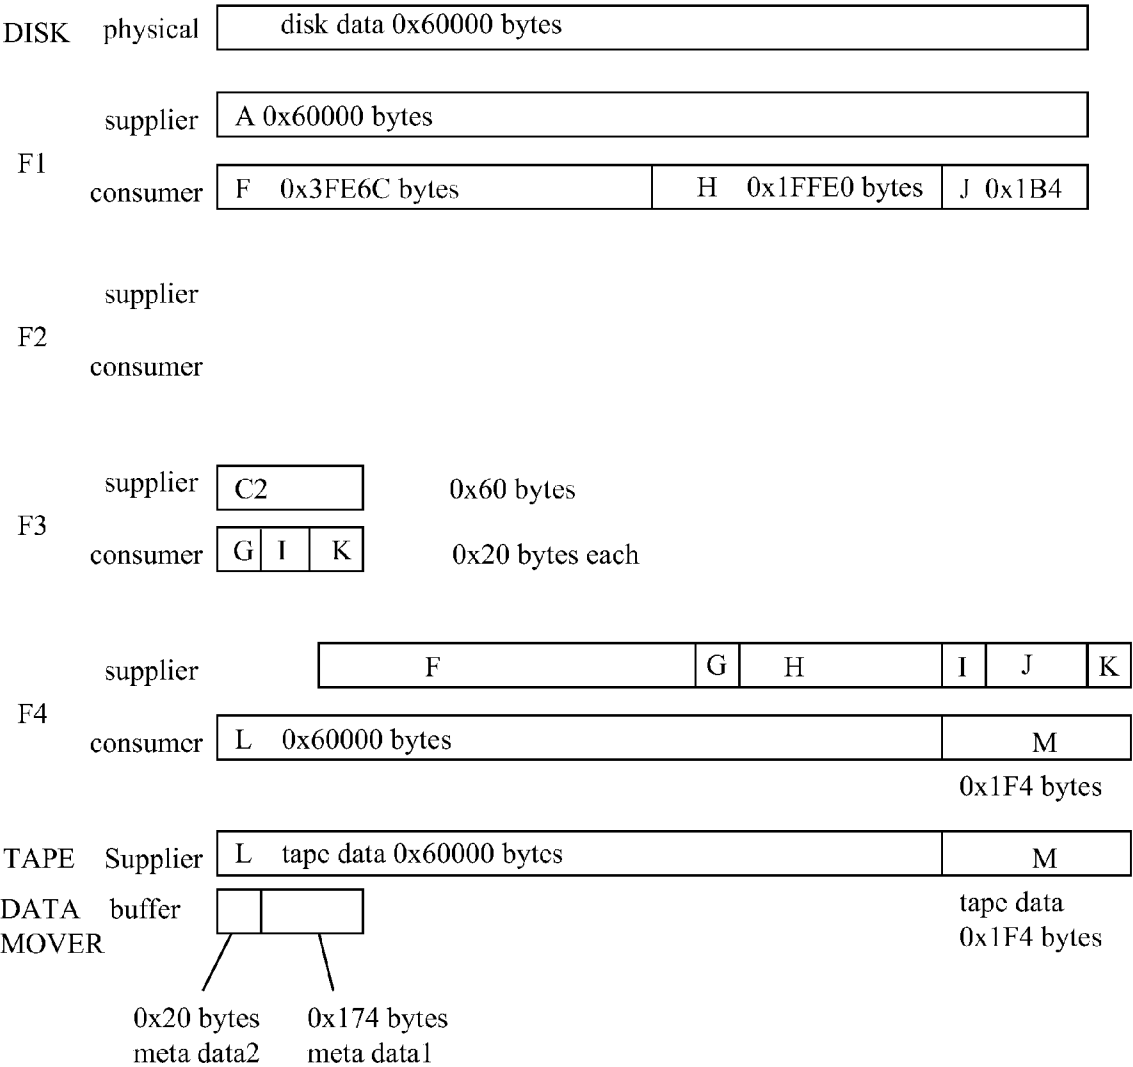 DISK physical disk data 0x60000 bytes
supplier A 0x60000 bytes
F1
consumer F 0x3FE6C bytes H 0x1FFE0 bytes J 0x1B4
supplier
F2
consumer
supplier C2 0x60 bytes
F3
consumer G I K 0x20 bytes each
supplier F G H I J K
F4
consumer L 0x60000 bytes M
0x1F4 bytes
TAPE Supplier L tape data 0x60000 bytes M
DATA buffer tape data
MOVER 0x1F4 bytes
0x20 bytes 0x174 bytes
meta data2 meta data1